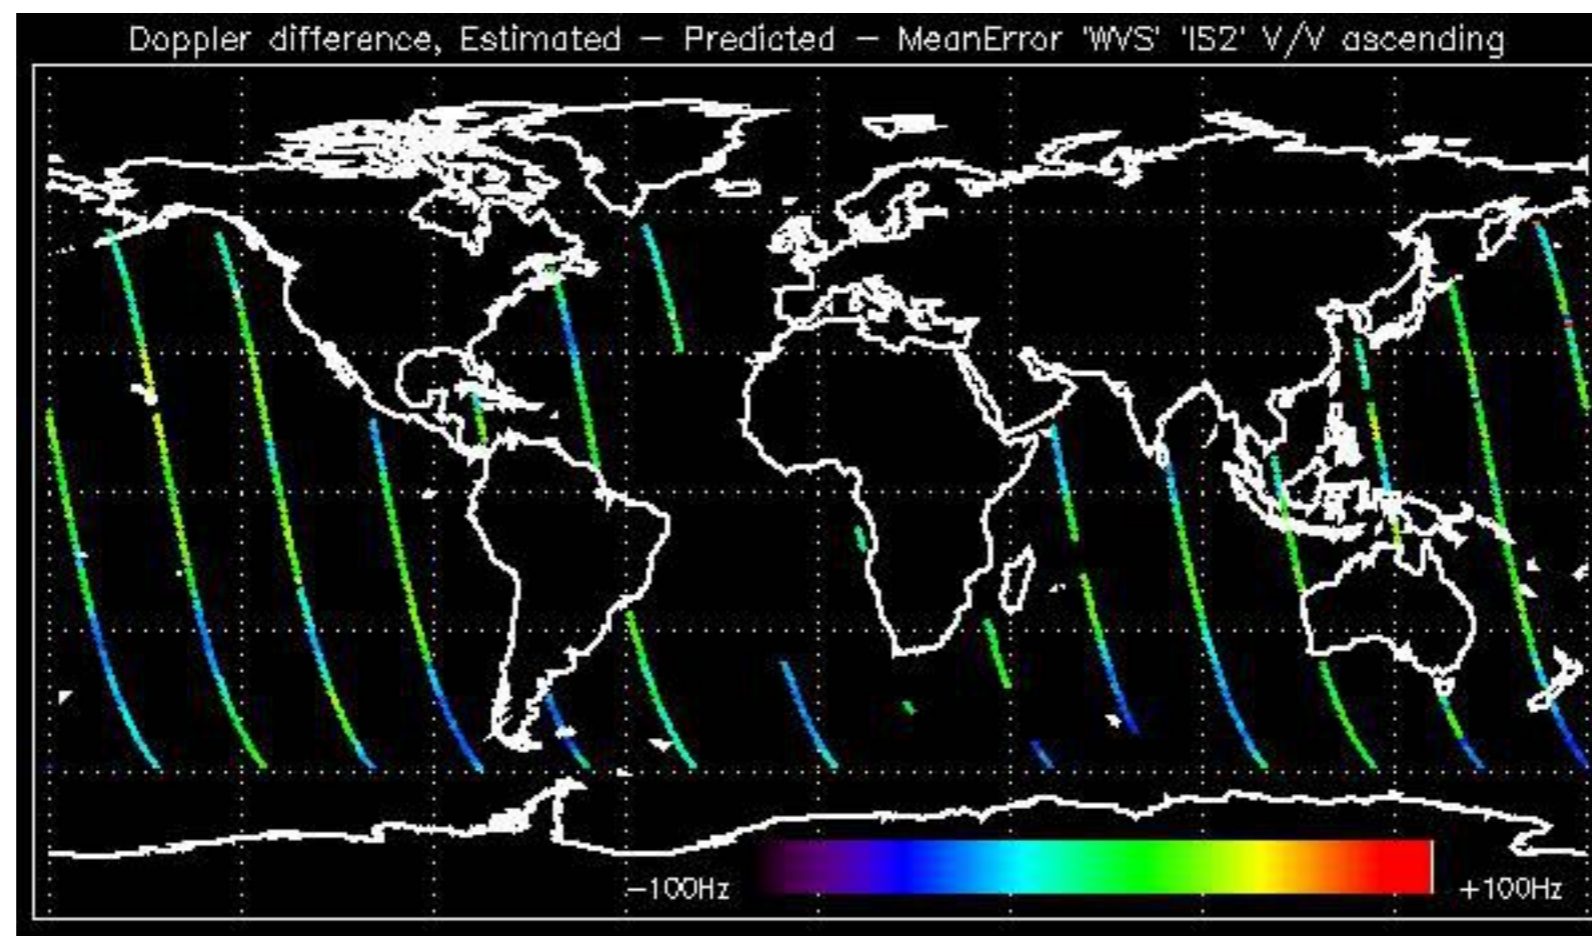 Doppler difference, Estimated - Predicted - MeanError 'WVS' 'IS2' V/V ascending
-100Hz +100Hz